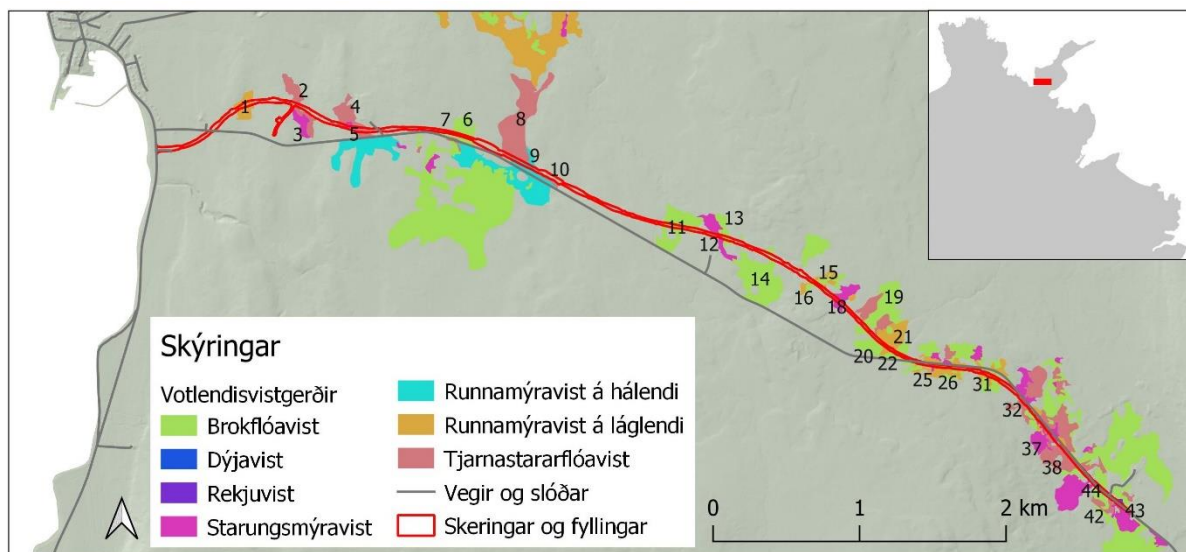 1
2
3
4
5
6
7
8
9
10
11
12
13
14
15
16
18
19
20
21
22
25
26
31
32
37
38
42
43
44
Skýringar
Votlendisvistgerðir
Brokflóavist
Dýjavist
Rekjuvist
Starungsmýravist
Runnamýravist á hálendi
Runnamýravist á láglendi
Tjarnastararflóavist
Vegir og slóðar
Skeringar og fyllingar
0 1 2 km